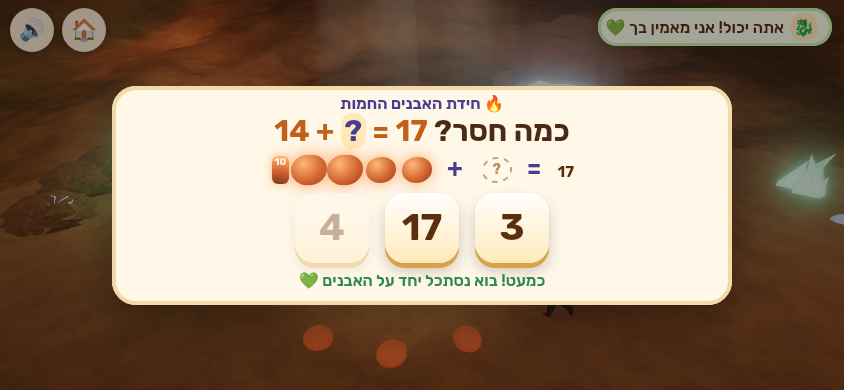 אתה יכול! אני מאמין בך 💚
🔥 חידת האבנים החמות
כמה חסר? 14 + ? = 17
10 + ? = 17
4 17 3
כמעט! בוא נסתכל יחד על האבנים 💚